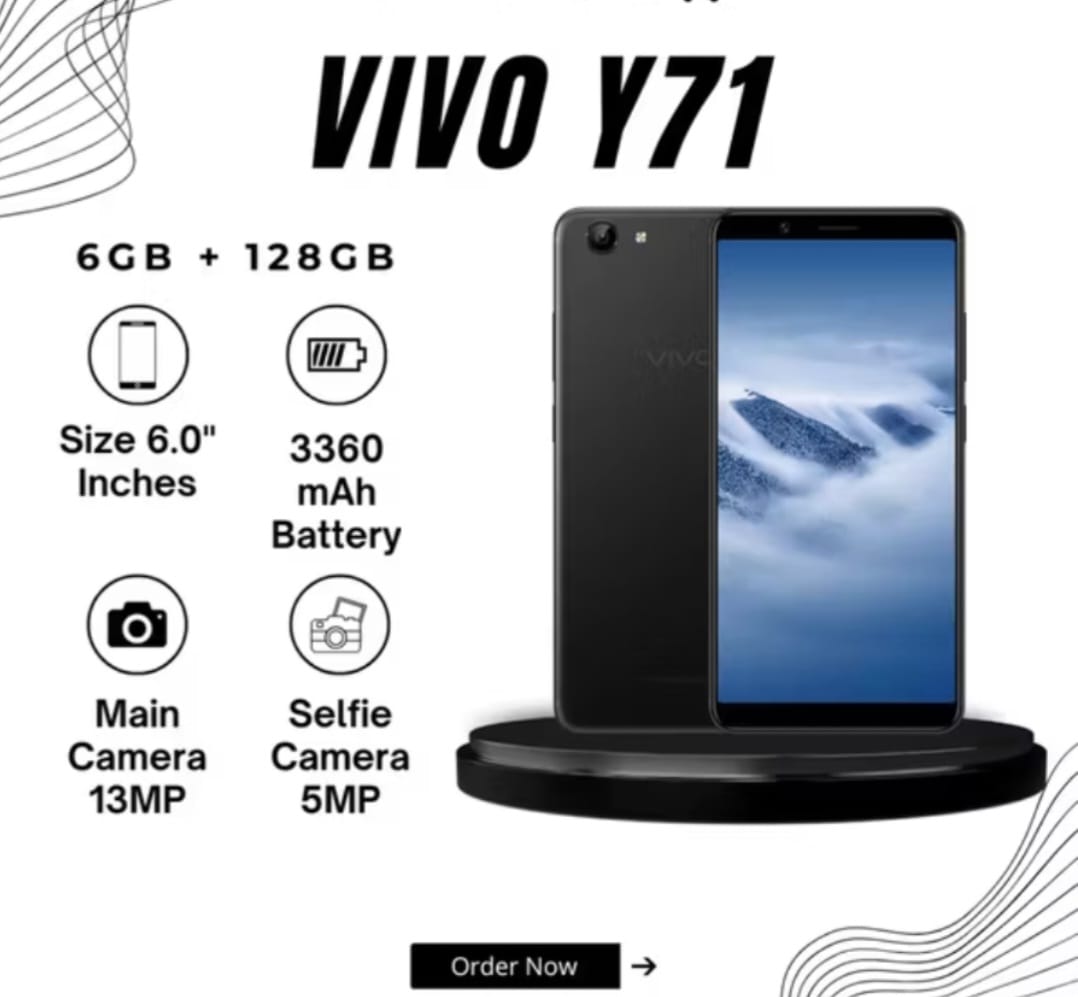 VIVO Y71
6GB + 128GB
Size 6.0"
Inches
3360
mAh
Battery
Main
Camera
13MP
Selfie
Camera
5MP
vivo
Order Now